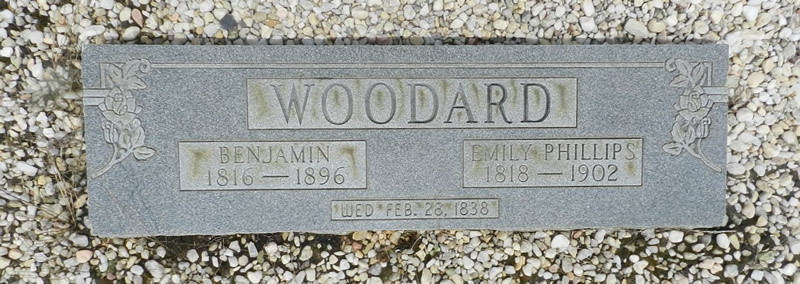 WOODARD
BENJAMIN
1816 — 1896
EMILY PHILLIPS
1818 — 1902
WED FEB. 28, 1838